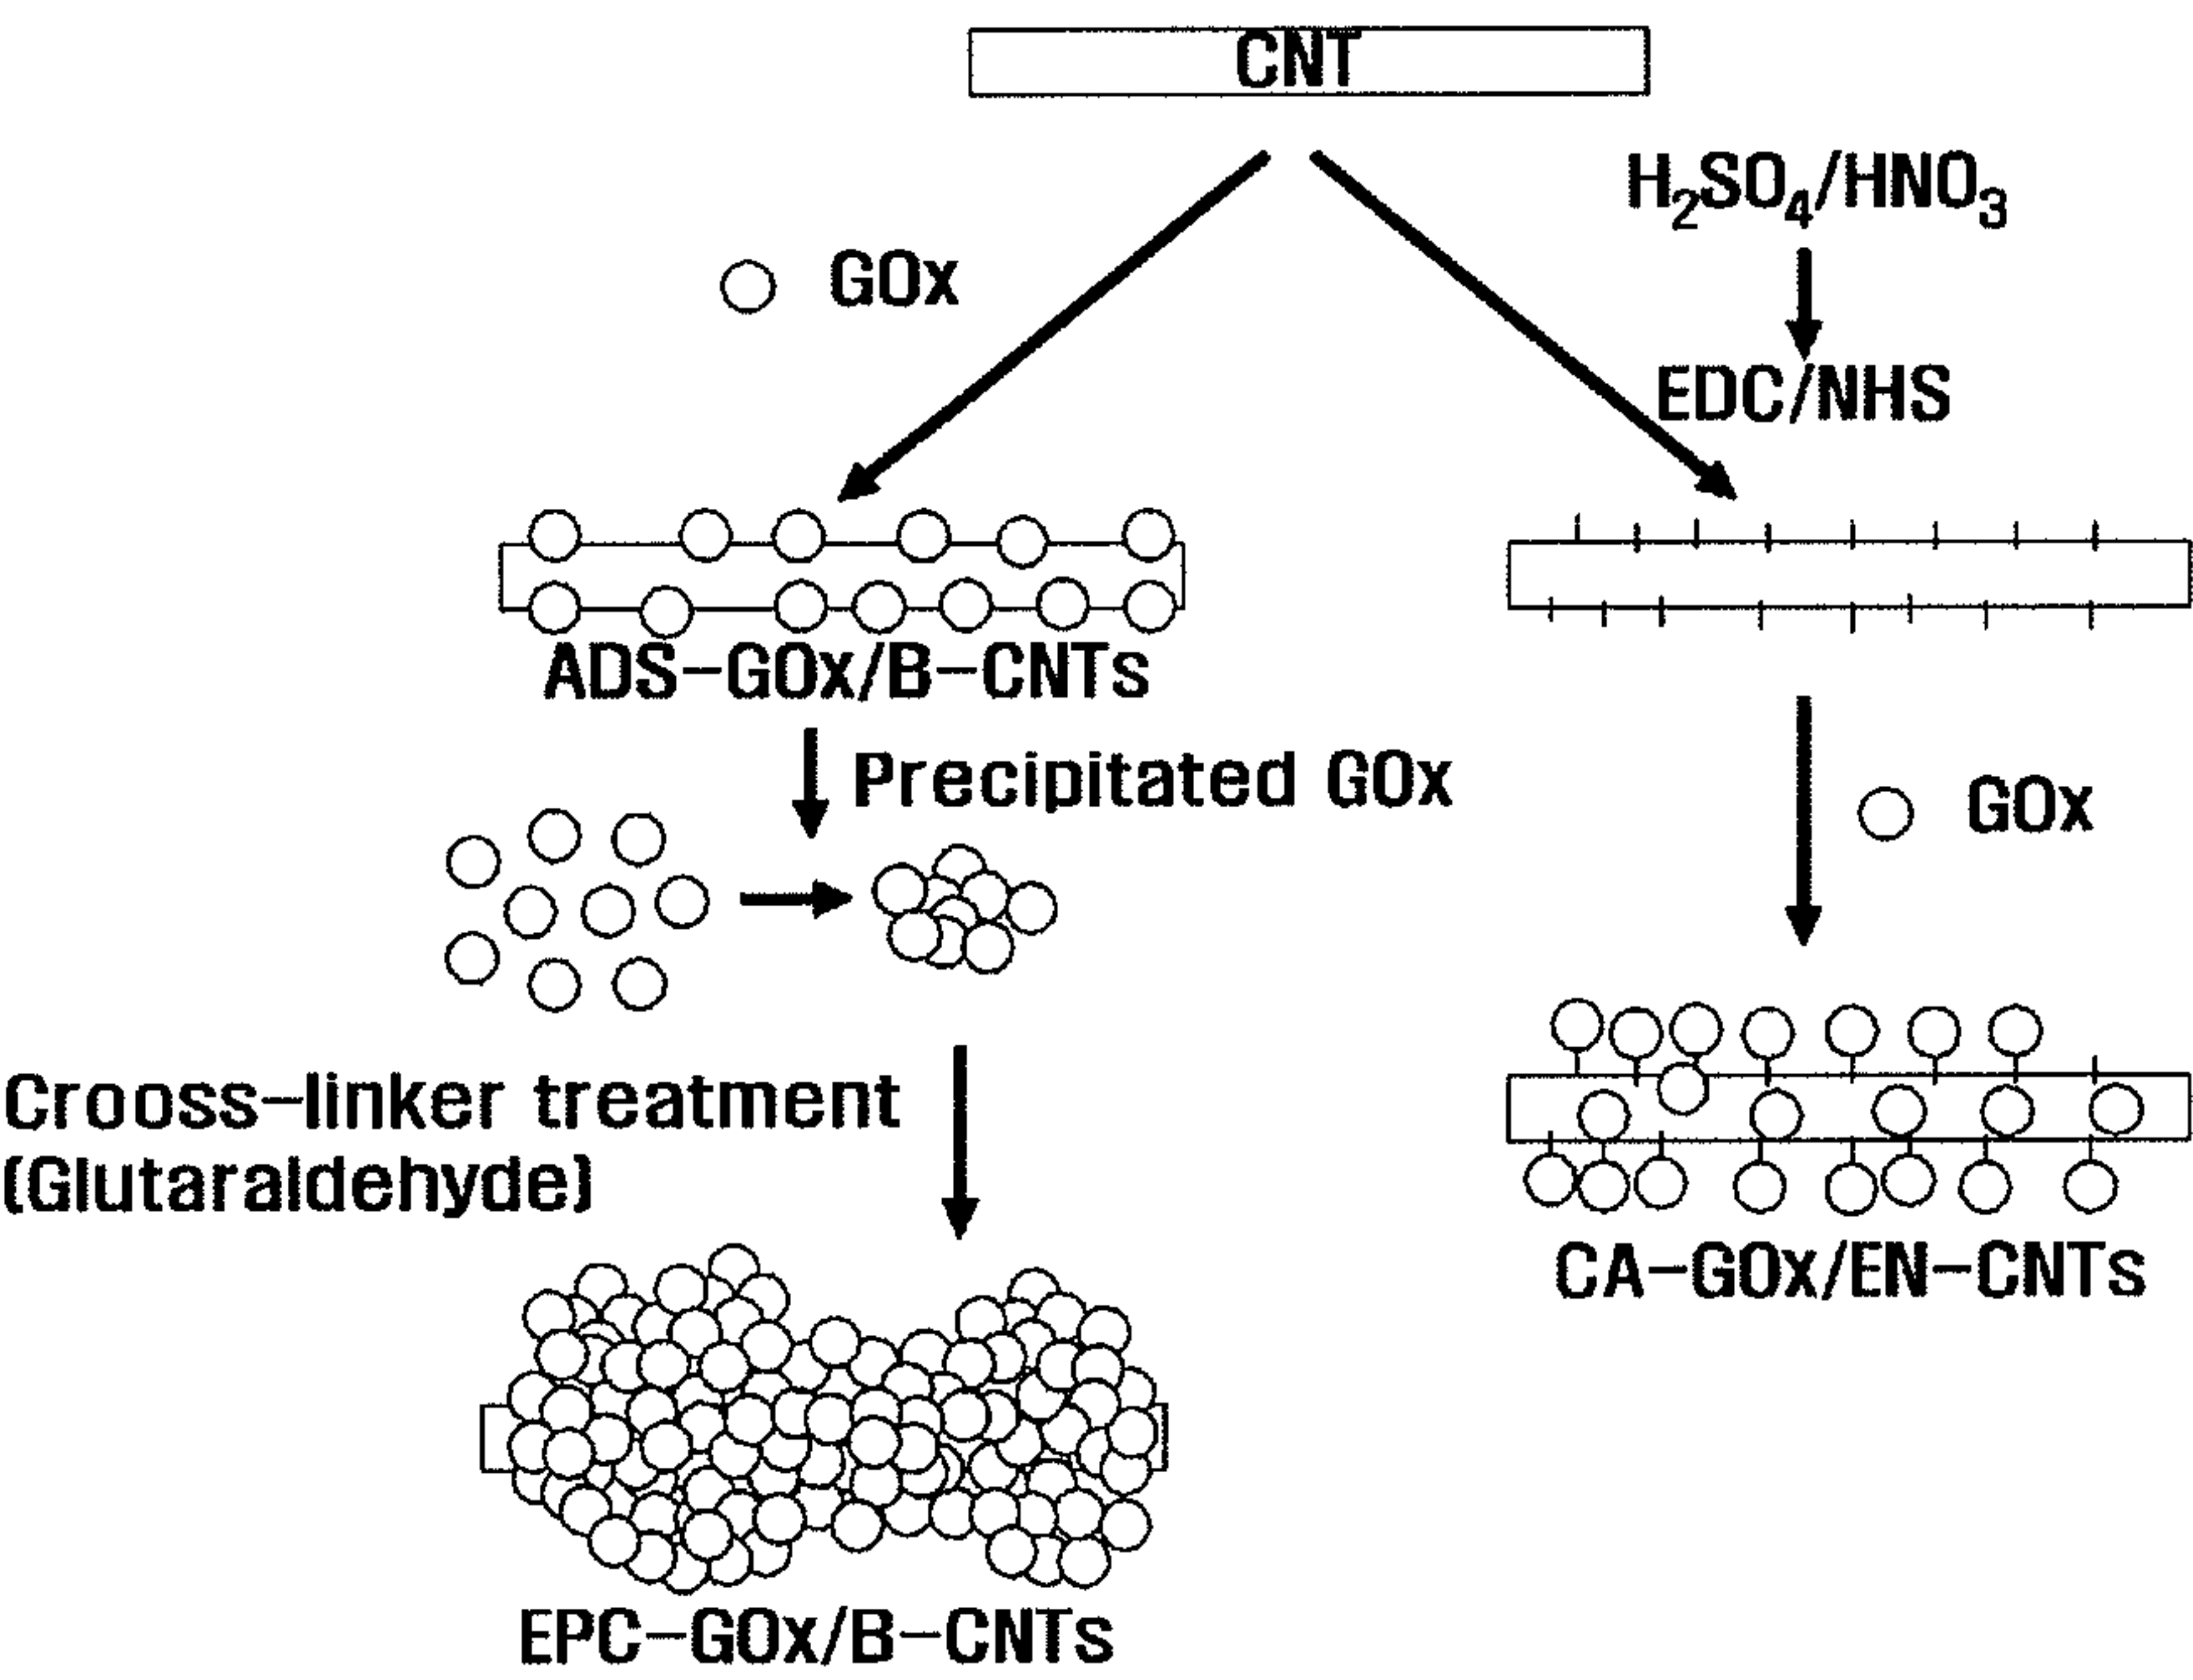 CNT
H2SO4/HNO3
GOx
EDC/NHS
ADS-GOx/B-CNTs
Precipitated GOx
GOx
Crooss-linker treatment
(Glutaraldehyde)
CA-GOx/EN-CNTs
EPC-GOx/B-CNTs